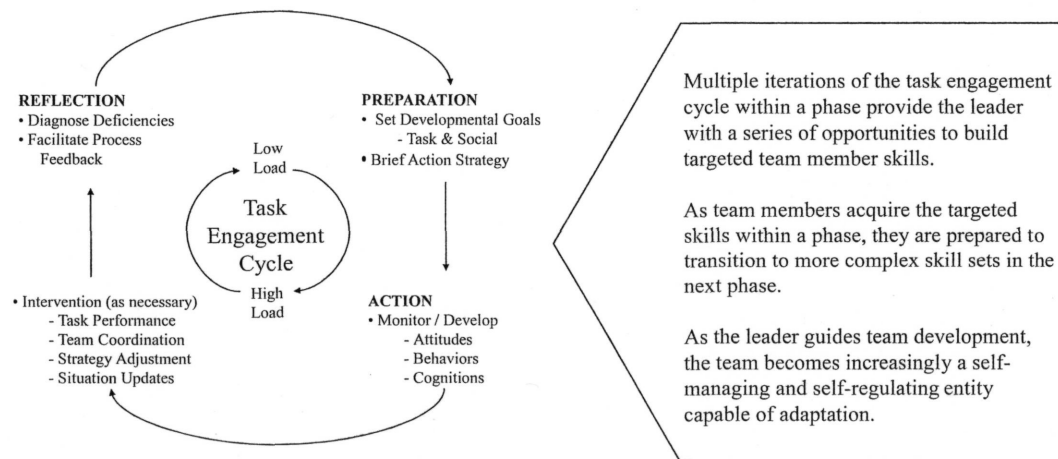 REFLECTION
• Diagnose Deficiencies
• Facilitate Process
Feedback
PREPARATION
• Set Developmental Goals
- Task & Social
• Brief Action Strategy
Low
Load
Task
Engagement
Cycle
High
Load
• Intervention (as necessary)
- Task Performance
- Team Coordination
- Strategy Adjustment
- Situation Updates
ACTION
• Monitor / Develop
- Attitudes
- Behaviors
- Cognitions
Multiple iterations of the task engagement
cycle within a phase provide the leader
with a series of opportunities to build
targeted team member skills.
As team members acquire the targeted
skills within a phase, they are prepared to
transition to more complex skill sets in the
next phase.
As the leader guides team development,
the team becomes increasingly a self-
managing and self-regulating entity
capable of adaptation.